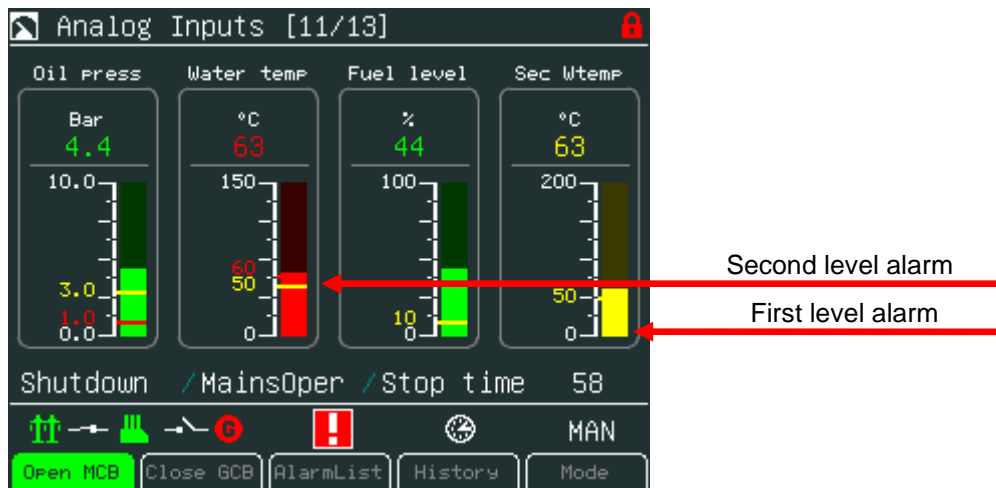 Analog Inputs [11/13]
Oil press Water temp Fuel level Sec Wtemp
Bar °C % °C
4.4 63 44 63
10.0 150 100 200
60
3.0 50 50
1.0 10
0.0 0 0 0
Second level alarm
First level alarm
Shutdown /MainsOper /Stop time 58
G ! MAN
Open MCB Close GCB AlarmList History Mode